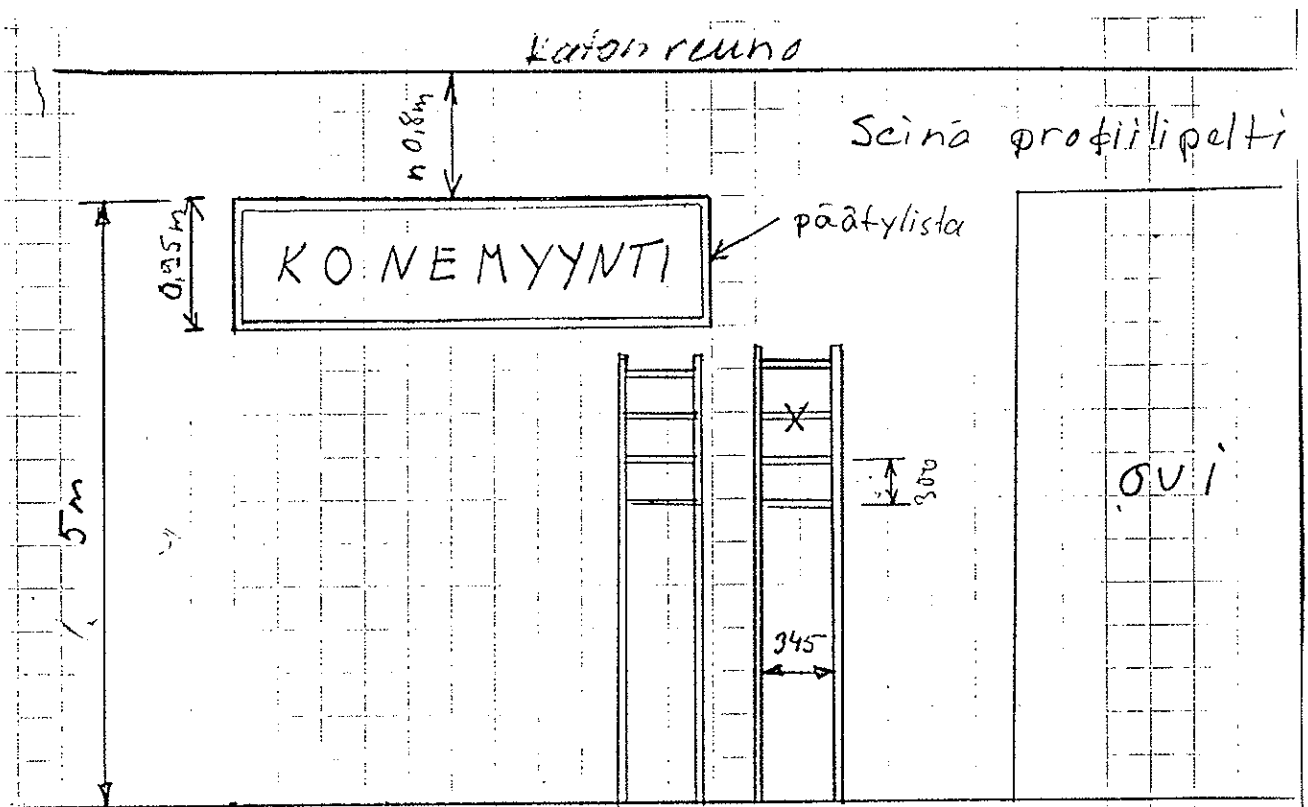 Katon reuna
n 0,8m
Seinä profiilipelti
0,95m
KONEMYYNTI
päätylista
X
300
5m
ovi
345